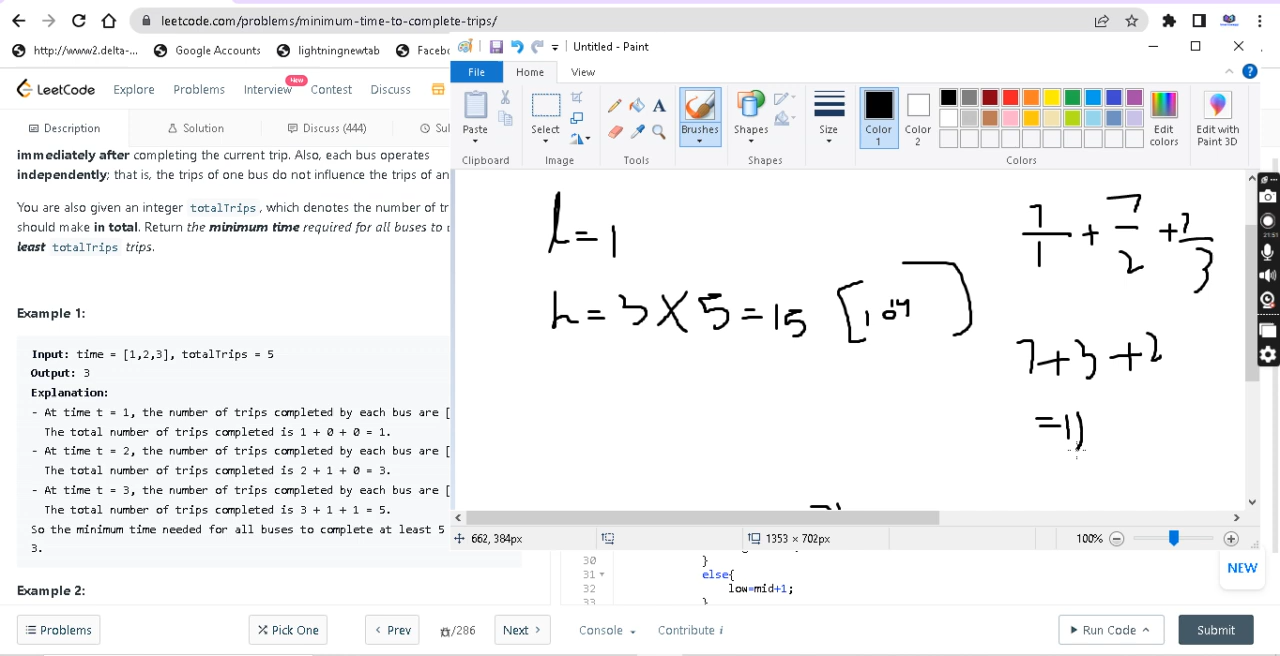 leetcode.com/problems/minimum-time-to-complete-trips/
http://www2.delta-... Google Accounts lightningnewtab Faceb
Untitled - Paint
File Home View
LeetCode Explore Problems Interview New Contest Discuss
Paste Select Brushes Shapes Size Color 1 Color 2 Edit colors Edit with Paint 3D
Clipboard Image Tools Shapes Colors
Description Solution Discuss (444) Su
immediately after completing the current trip. Also, each bus operates
independently; that is, the trips of one bus do not influence the trips of an
You are also given an integer totalTrips, which denotes the number of tr
should make in total. Return the minimum time required for all buses to
least totalTrips trips.
Example 1:
Input: time = [1,2,3], totalTrips = 5
Output: 3
Explanation:
- At time t = 1, the number of trips completed by each bus are [
The total number of trips completed is 1 + 0 + 0 = 1.
- At time t = 2, the number of trips completed by each bus are [
The total number of trips completed is 2 + 1 + 0 = 3.
- At time t = 3, the number of trips completed by each bus are [
The total number of trips completed is 3 + 1 + 1 = 5.
So the minimum time needed for all buses to complete at least 5
3.
Example 2:
l = 1
h = 3 X 5 = 15 [10^14
7/1 + 7/2 + 7/3
7+3+2
=11
662, 384px 1353 × 702px 100%
30 }
31 else{
32 low=mid+1;
33 }
NEW
21:51
Problems Pick One Prev /286 Next Console Contribute i Run Code Submit